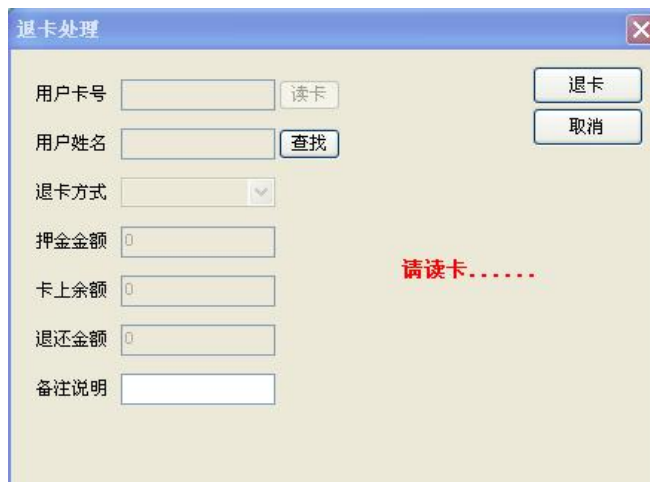 退卡处理
用户卡号 读卡 退卡
取消
用户姓名 查找
退卡方式
押金金额 0
请读卡......
卡上余额 0
退还金额 0
备注说明